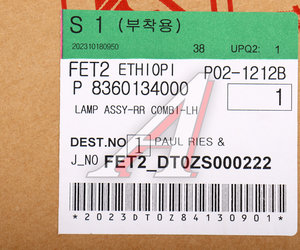 S 1 (부착용)
202310180950 38 UPQ2: 1
FET2 ETHIOPI P02-1212B
P 8360134000 1
LAMP ASSY-RR COMBI-LH
DEST.NO 1 PAUL RIES &
J_NO FET2_DT0ZS000222
*2023DT0Z84130901*